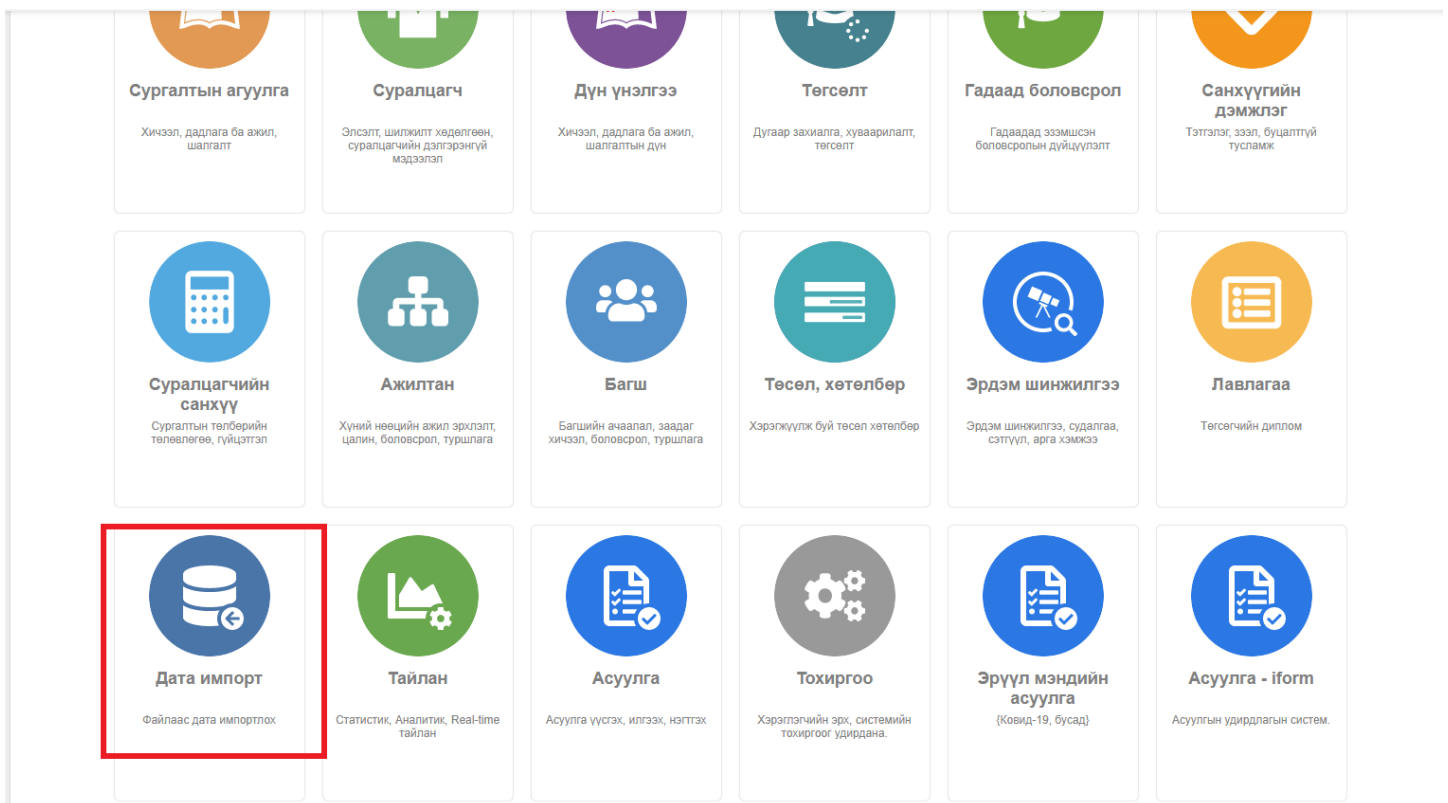 Сургалтын агуулга
Хичээл, дадлага ба ажил,
шалгалт
Суралцагч
Элсэлт, шилжилт хөдөлгөөн,
суралцагчийн дэлгэрэнгүй
мэдээлэл
Дүн үнэлгээ
Хичээл, дадлага ба ажил,
шалгалтын дүн
Төгсөлт
Дугаар захиалга, хуваарилалт,
төгсөлт
Гадаад боловсрол
Гадаадад эзэмшсэн
боловсролын дүйцүүлэлт
Санхүүгийн
дэмжлэг
Тэтгэлэг, зээл, буцалтгүй
тусламж
Суралцагчийн
санхүү
Сургалтын төлбөрийн
төлөвлөгөө, гүйцэтгэл
Ажилтан
Хүний нөөцийн ажил эрхлэлт,
цалин, боловсрол, туршлага
Багш
Багшийн ачаалал, заадаг
хичээл, боловсрол, туршлага
Төсөл, хөтөлбөр
Хэрэгжүүлж буй төсөл хөтөлбөр
Эрдэм шинжилгээ
Эрдэм шинжилгээ, судалгаа,
сэтгүүл, арга хэмжээ
Лавлагаа
Төгсөгчийн диплом
Дата импорт
Файлаас дата импортлох
Тайлан
Статистик, Аналитик, Real-time
тайлан
Асуулга
Асуулга үүсгэх, илгээх, нэгтгэх
Тохиргоо
Хэрэглэгчийн эрх, системийн
тохиргоог удирдана.
Эрүүл мэндийн
асуулга
{Ковид-19, бусад}
Асуулга - iform
Асуулгын удирдлагын систем.